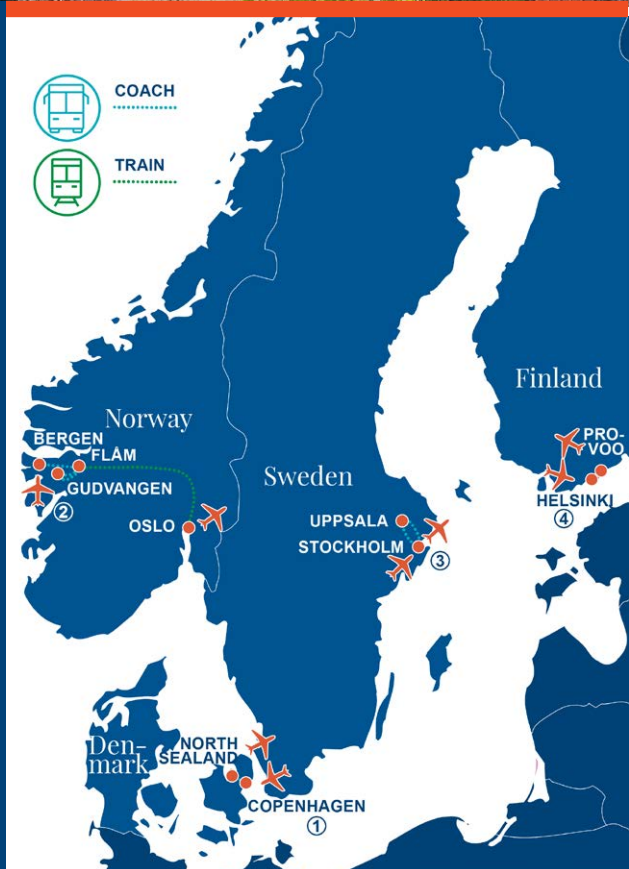 COACH
TRAIN
Finland
Norway
PRO-
VOO
BERGEN
FLÅM
Sweden
GUDVANGEN
②
HELSINKI
④
UPPSALA
OSLO
STOCKHOLM
③
Den-
mark
NORTH
SEALAND
COPENHAGEN
①